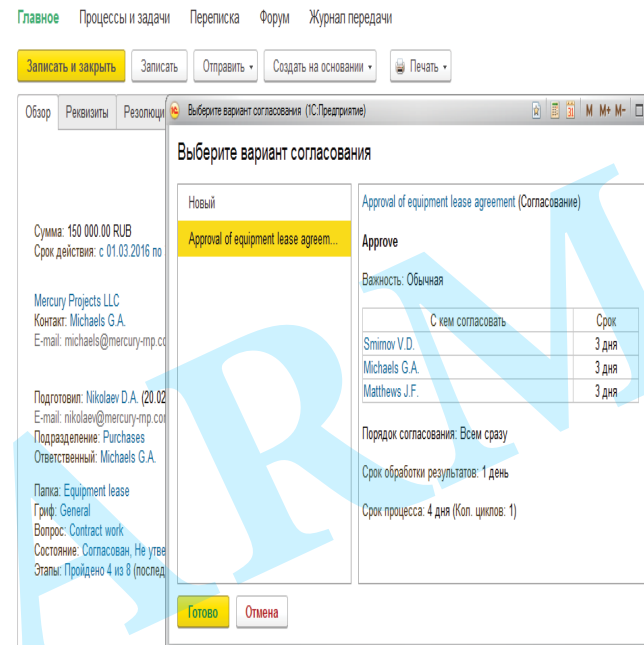 Главное Процессы и задачи Переписка Форум Журнал передачи
Записать и закрыть Записать Отправить Создать на основании Печать
Обзор Реквизиты Резолюци
Выберите вариант согласования (1С:Предприятие) M M+ M-
Выберите вариант согласования
Новый
Approval of equipment lease agreem...
Approval of equipment lease agreement (Согласование)
Approve
Важность: Обычная
С кем согласовать Срок
Smirnov V.D. 3 дня
Michaels G.A. 3 дня
Matthews J.F. 3 дня
Порядок согласования: Всем сразу
Срок обработки результатов: 1 день
Срок процесса: 4 дня (Кол. циклов: 1)
Готово Отмена
Сумма: 150 000.00 RUB
Срок действия: с 01.03.2016 по
Mercury Projects LLC
Контакт: Michaels G.A.
E-mail: michaels@mercury-mp.co
Подготовил: Nikolaev D.A. (20.02
E-mail: nikolaev@mercury-mp.com
Подразделение: Purchases
Ответственный: Michaels G.A.
Папка: Equipment lease
Гриф: General
Вопрос: Contract work
Состояние: Согласован, Не утве
Этапы: Пройдено 4 из 8 (послед
ARM